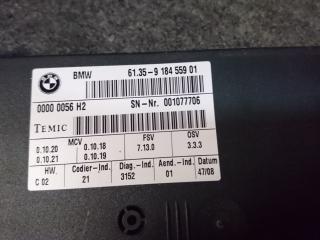 BMW 61.35-9 184 559 01
0000 0056 H2 SN-Nr. 001077706
TEMIC
MCV FSV OSV
0.10.20 0.10.18 7.13.0 3.3.3
0.10.21 0.10.19
HW. Codier-Ind. Diag.-Ind. Aend.-Ind. Datum
C 02 21 3152 01 47/08